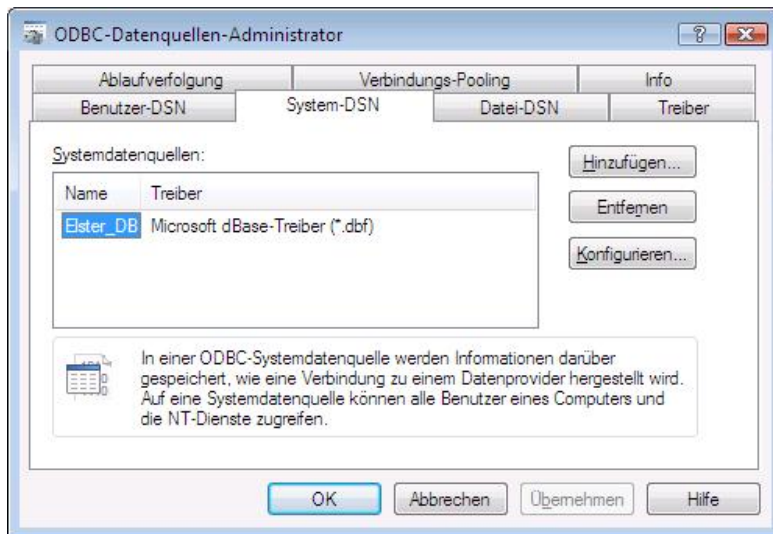 ODBC-Datenquellen-Administrator
Ablaufverfolgung Verbindungs-Pooling Info
Benutzer-DSN System-DSN Datei-DSN Treiber
Systemdatenquellen:
Name Treiber
Elster_DB Microsoft dBase-Treiber (*.dbf)
Hinzufügen...
Entfernen
Konfigurieren...
In einer ODBC-Systemdatenquelle werden Informationen darüber
gespeichert, wie eine Verbindung zu einem Datenprovider hergestellt wird.
Auf eine Systemdatenquelle können alle Benutzer eines Computers und
die NT-Dienste zugreifen.
OK Abbrechen Übernehmen Hilfe